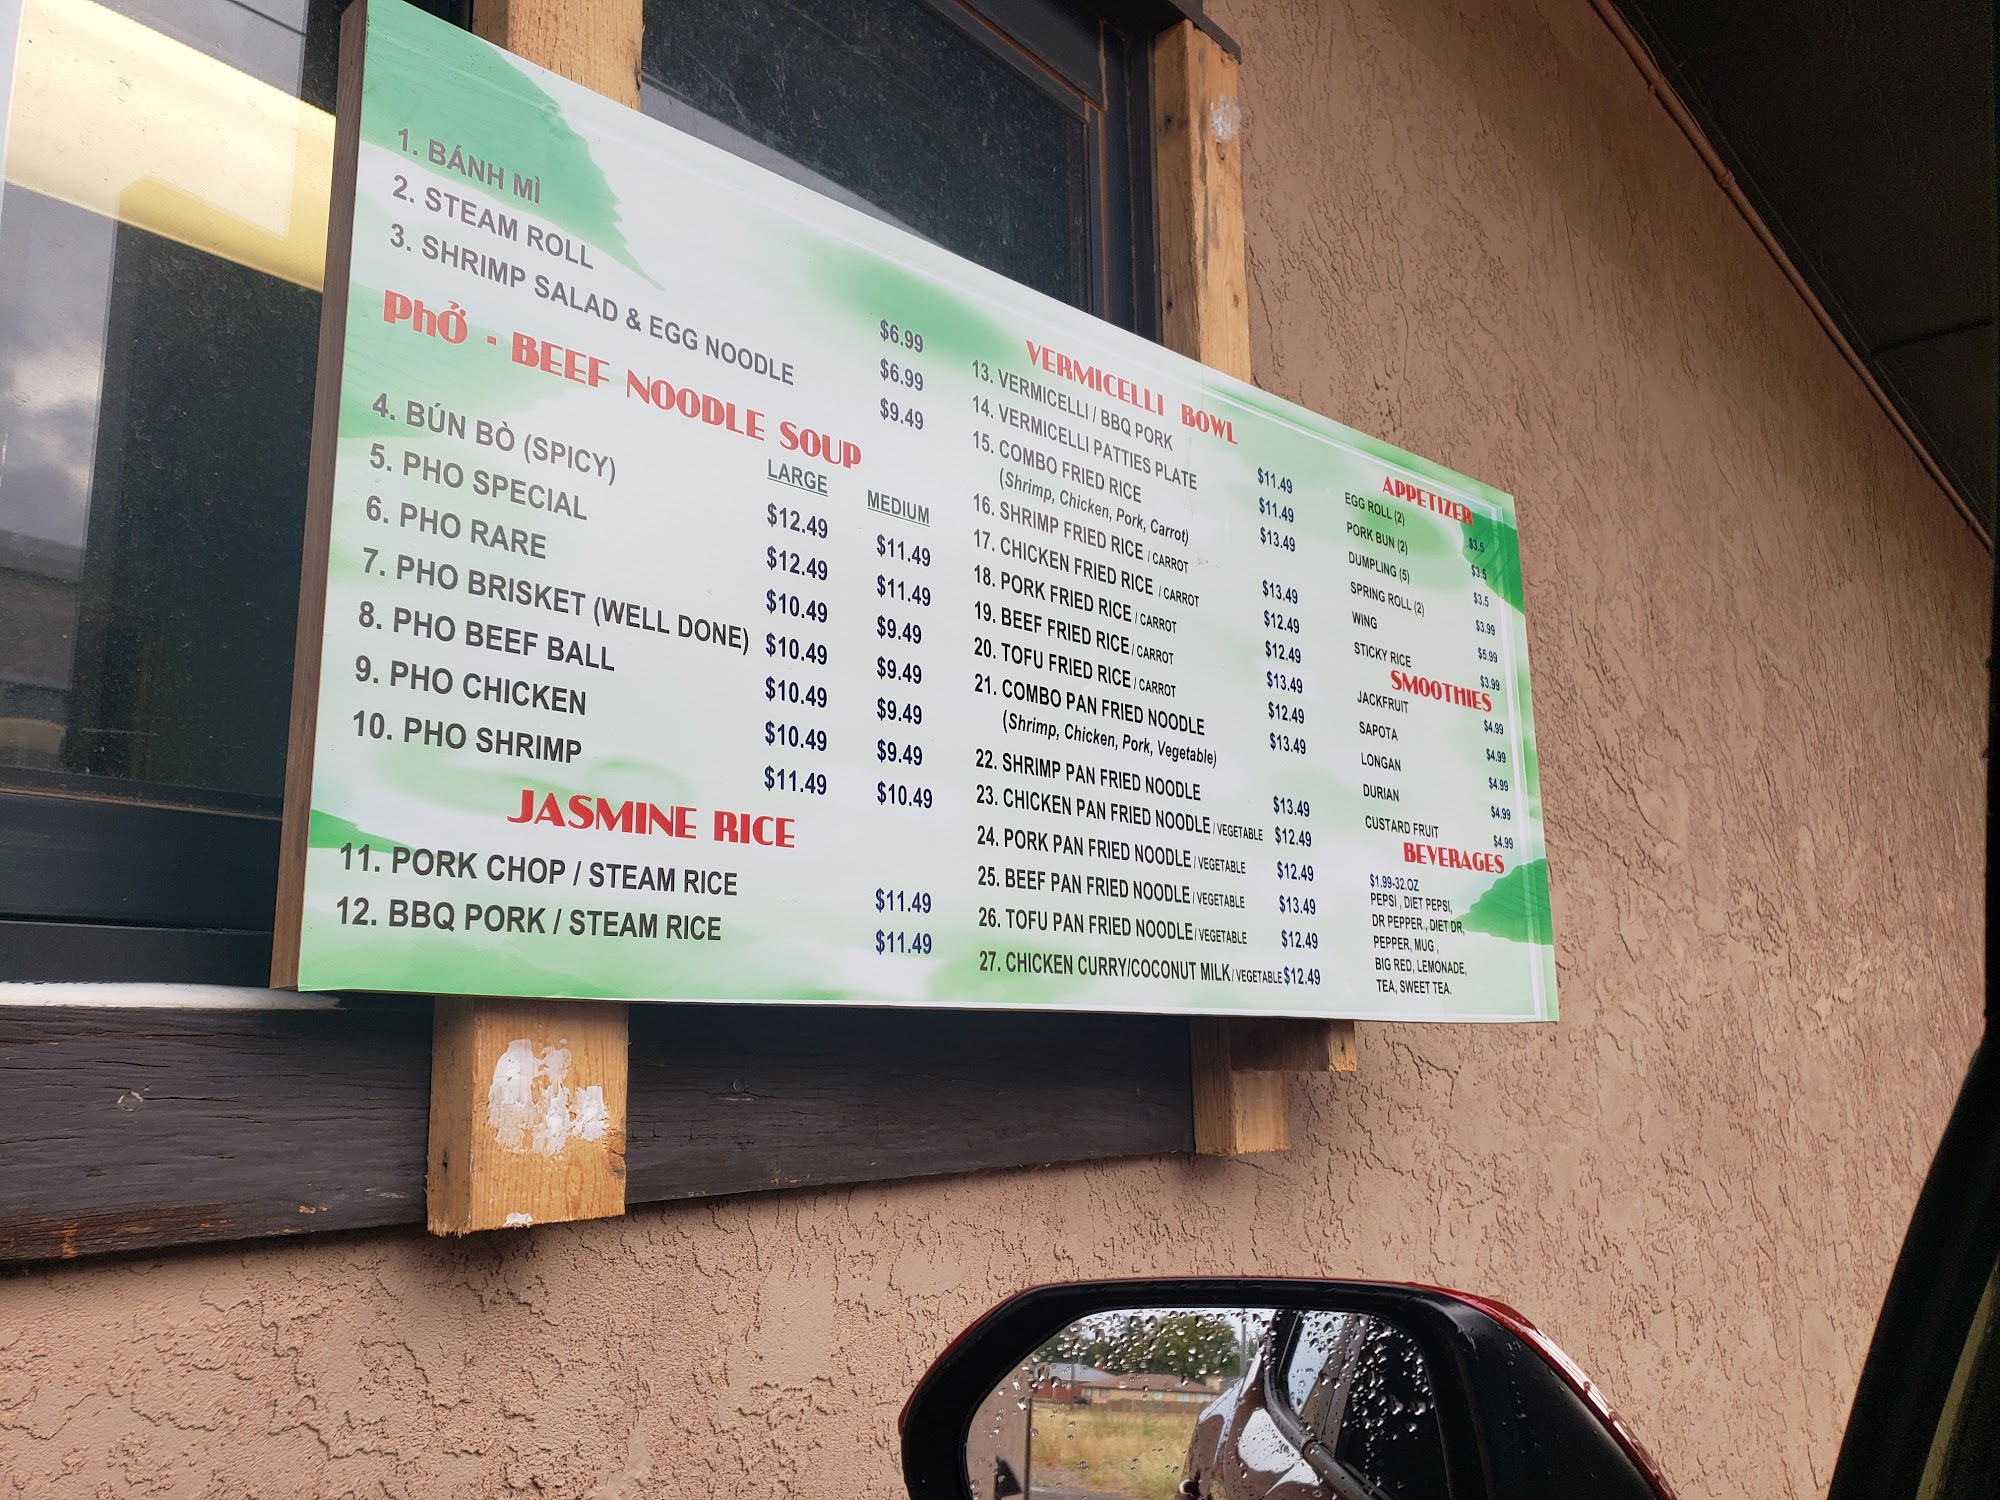 1. BÁNH MÌ $6.99
2. STEAM ROLL $6.99
3. SHRIMP SALAD & EGG NOODLE $9.49
PhỞ - BEEF NOODLE SOUP
LARGE MEDIUM
4. BÚN BÒ (SPICY) $12.49 $11.49
5. PHO SPECIAL $12.49 $11.49
6. PHO RARE $10.49 $9.49
7. PHO BRISKET (WELL DONE) $10.49 $9.49
8. PHO BEEF BALL $10.49 $9.49
9. PHO CHICKEN $10.49 $9.49
10. PHO SHRIMP $11.49 $10.49
JASMINE RICE
11. PORK CHOP / STEAM RICE $11.49
12. BBQ PORK / STEAM RICE $11.49
VERMICELLI BOWL
13. VERMICELLI / BBQ PORK $11.49
14. VERMICELLI PATTIES PLATE $11.49
15. COMBO FRIED RICE $13.49
(Shrimp, Chicken, Pork, Carrot)
16. SHRIMP FRIED RICE / CARROT $13.49
17. CHICKEN FRIED RICE / CARROT $12.49
18. PORK FRIED RICE / CARROT $12.49
19. BEEF FRIED RICE / CARROT $13.49
20. TOFU FRIED RICE / CARROT $12.49
21. COMBO PAN FRIED NOODLE $13.49
(Shrimp, Chicken, Pork, Vegetable)
22. SHRIMP PAN FRIED NOODLE $13.49
23. CHICKEN PAN FRIED NOODLE / VEGETABLE $12.49
24. PORK PAN FRIED NOODLE / VEGETABLE $12.49
25. BEEF PAN FRIED NOODLE / VEGETABLE $13.49
26. TOFU PAN FRIED NOODLE / VEGETABLE $12.49
27. CHICKEN CURRY/COCONUT MILK / VEGETABLE $12.49
APPETIZER
EGG ROLL (2) $3.5
PORK BUN (2) $3.5
DUMPLING (5) $3.5
SPRING ROLL (2) $3.99
WING $5.99
STICKY RICE $3.99
SMOOTHIES
JACKFRUIT $4.99
SAPOTA $4.99
LONGAN $4.99
DURIAN $4.99
CUSTARD FRUIT $4.99
BEVERAGES
$1.99-32.OZ
PEPSI , DIET PEPSI,
DR PEPPER , DIET DR,
PEPPER, MUG ,
BIG RED, LEMONADE,
TEA, SWEET TEA.